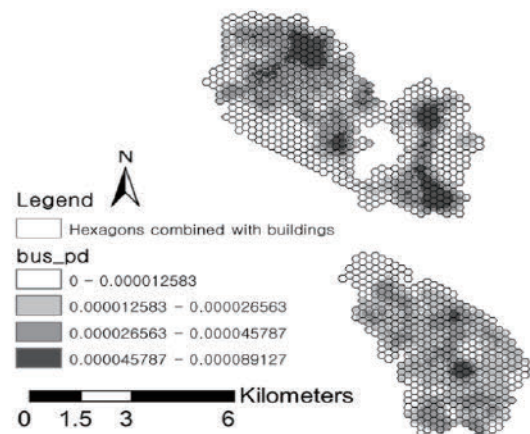 N
Legend
Hexagons combined with buildings
bus_pd
0 - 0.000012583
0.000012583 - 0.000026563
0.000026563 - 0.000045787
0.000045787 - 0.000089127
Kilometers
0 1.5 3 6